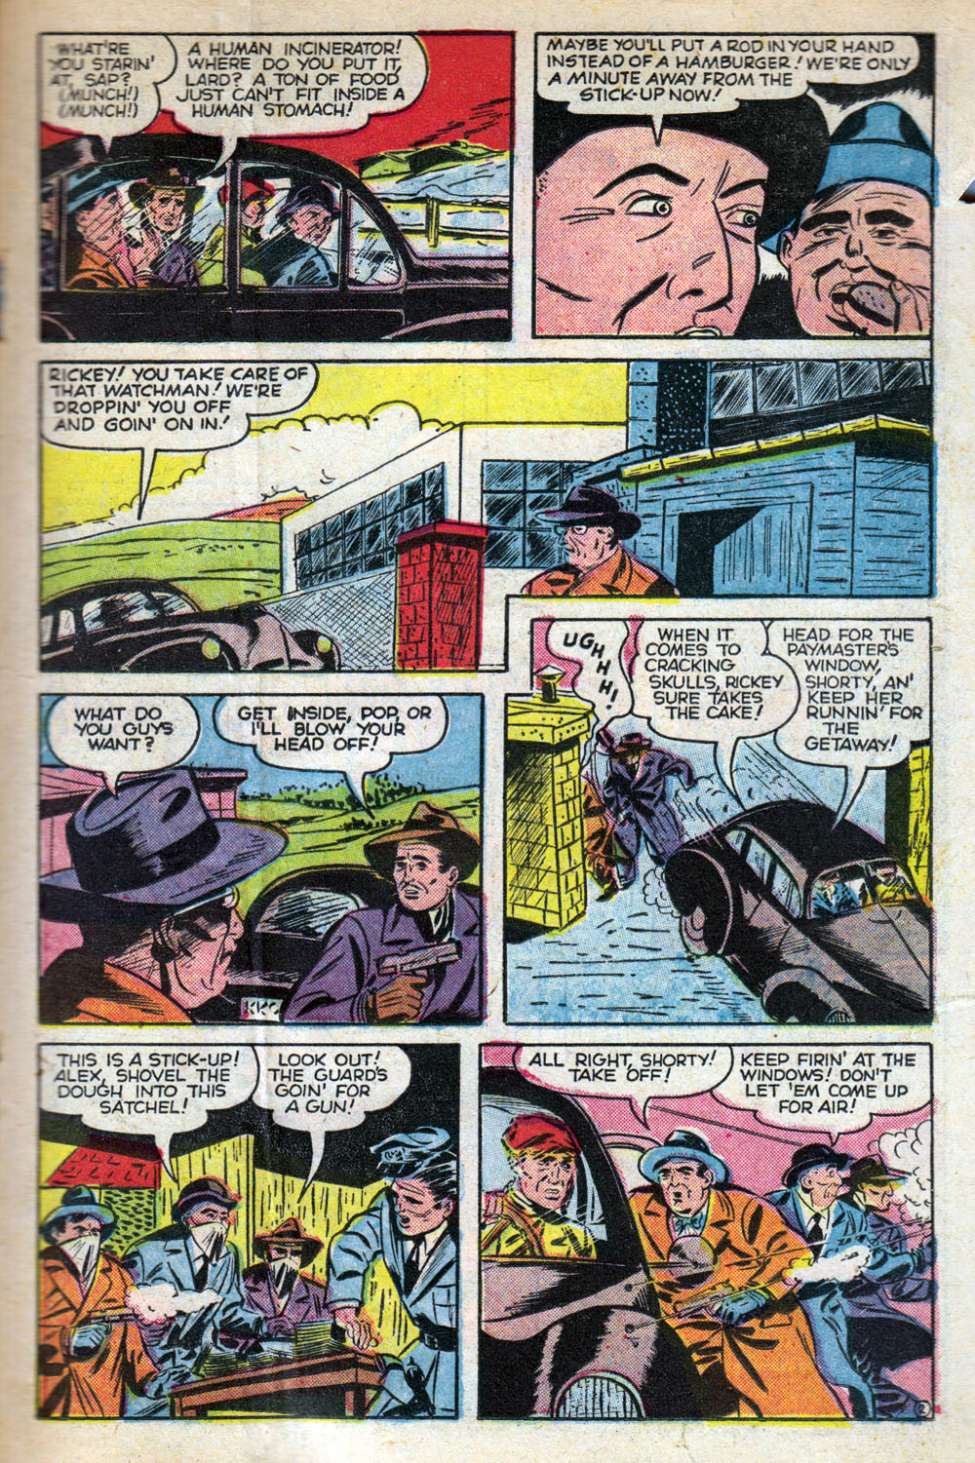 WHAT'RE
YOU STARIN'
AT, SAP?
(MUNCH!)
(MUNCH!)
A HUMAN INCINERATOR!
WHERE DO YOU PUT IT,
LARD? A TON OF FOOD
JUST CAN'T FIT INSIDE A
HUMAN STOMACH!
MAYBE YOU'LL PUT A ROD IN YOUR HAND
INSTEAD OF A HAMBURGER! WE'RE ONLY
A MINUTE AWAY FROM THE
STICK-UP NOW!
RICKEY! YOU TAKE CARE OF
THAT WATCHMAN! WE'RE
DROPPIN' YOU OFF
AND GOIN' ON IN!
WHAT DO
YOU GUYS
WANT?
GET INSIDE, POP, OR
I'LL BLOW YOUR
HEAD OFF!
KKC
UGHHH!
WHEN IT
COMES TO
CRACKING
SKULLS, RICKEY
SURE TAKES
THE CAKE!
HEAD FOR THE
PAYMASTER'S
WINDOW,
SHORTY, AN'
KEEP HER
RUNNIN' FOR
THE
GETAWAY!
THIS IS A STICK-UP!
ALEX, SHOVEL THE
DOUGH INTO THIS
SATCHEL!
LOOK OUT!
THE GUARD'S
GOIN' FOR
A GUN!
ALL RIGHT, SHORTY!
TAKE OFF!
KEEP FIRIN' AT THE
WINDOWS! DON'T
LET 'EM COME UP
FOR AIR!
2